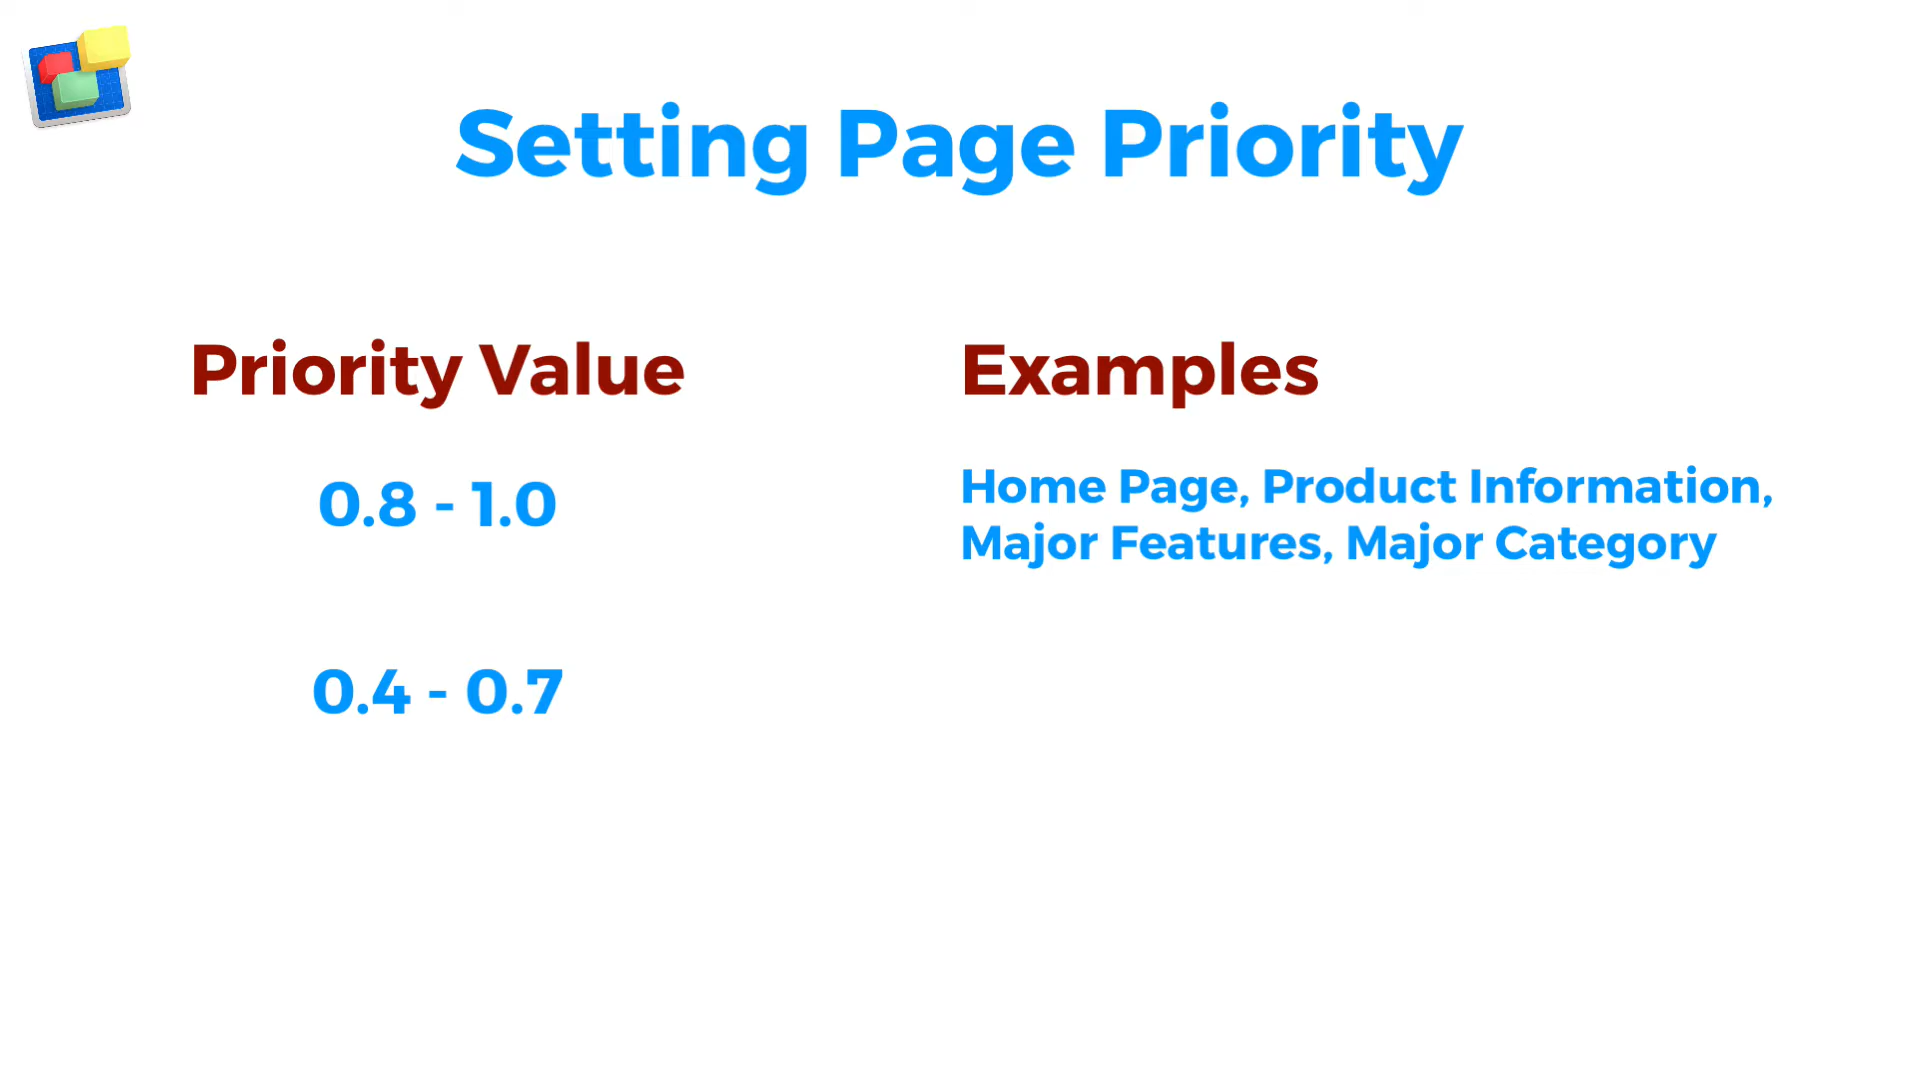 Setting Page Priority
Priority Value
Examples
0.8 - 1.0
Home Page, Product Information,
Major Features, Major Category
0.4 - 0.7